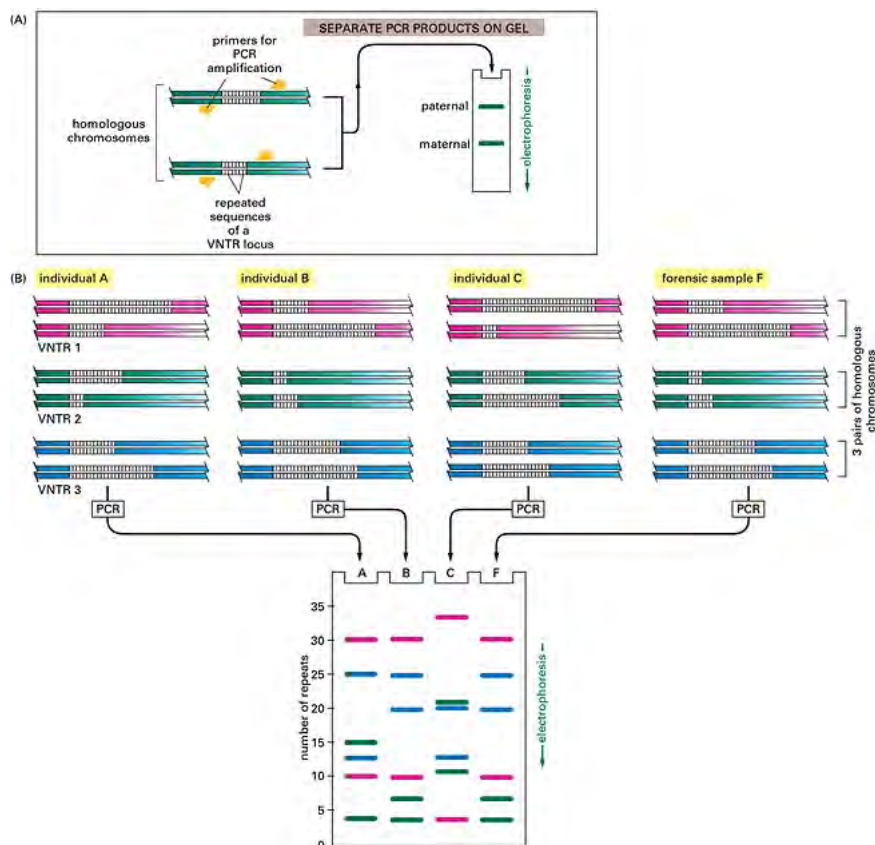 (A)
SEPARATE PCR PRODUCTS ON GEL
primers for
PCR
amplification
homologous
chromosomes
repeated
sequences
of a
VNTR locus
paternal
maternal
electrophoresis
(B)
individual A
individual B
individual C
forensic sample F
VNTR 1
VNTR 2
VNTR 3
3 pairs of homologous
chromosomes
PCR
PCR
PCR
PCR
A B C F
number of repeats
35
30
25
20
15
10
5
0
electrophoresis